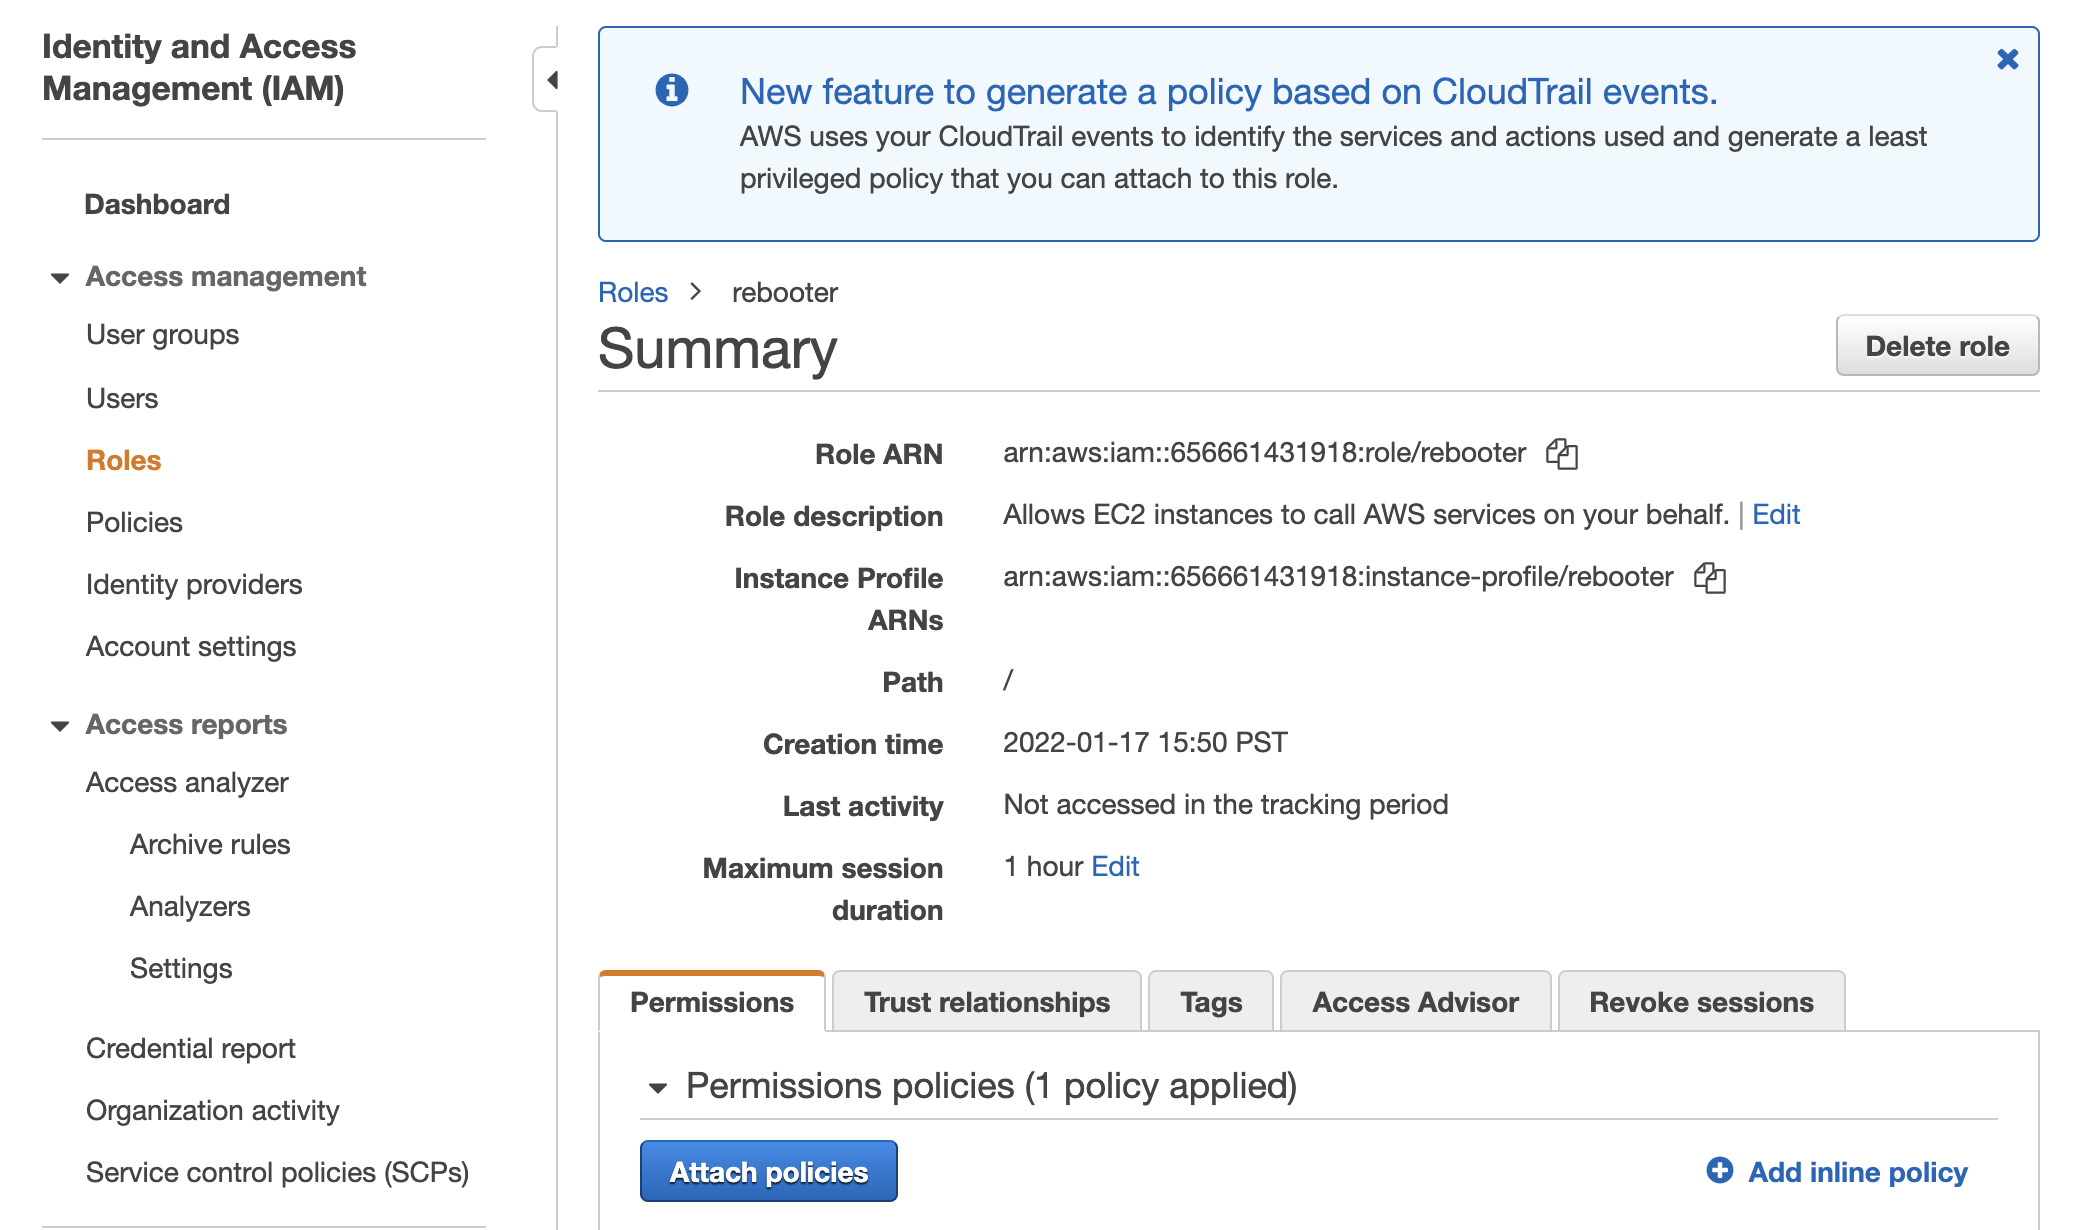 Identity and Access
Management (IAM)
Dashboard
Access management
User groups
Users
Roles
Policies
Identity providers
Account settings
Access reports
Access analyzer
Archive rules
Analyzers
Settings
Credential report
Organization activity
Service control policies (SCPs)
New feature to generate a policy based on CloudTrail events.
AWS uses your CloudTrail events to identify the services and actions used and generate a least
privileged policy that you can attach to this role.
Roles > rebooter
Summary
Delete role
Role ARN arn:aws:iam::656661431918:role/rebooter
Role description Allows EC2 instances to call AWS services on your behalf. | Edit
Instance Profile arn:aws:iam::656661431918:instance-profile/rebooter
ARNs
Path /
Creation time 2022-01-17 15:50 PST
Last activity Not accessed in the tracking period
Maximum session 1 hour Edit
duration
Permissions Trust relationships Tags Access Advisor Revoke sessions
Permissions policies (1 policy applied)
Attach policies Add inline policy